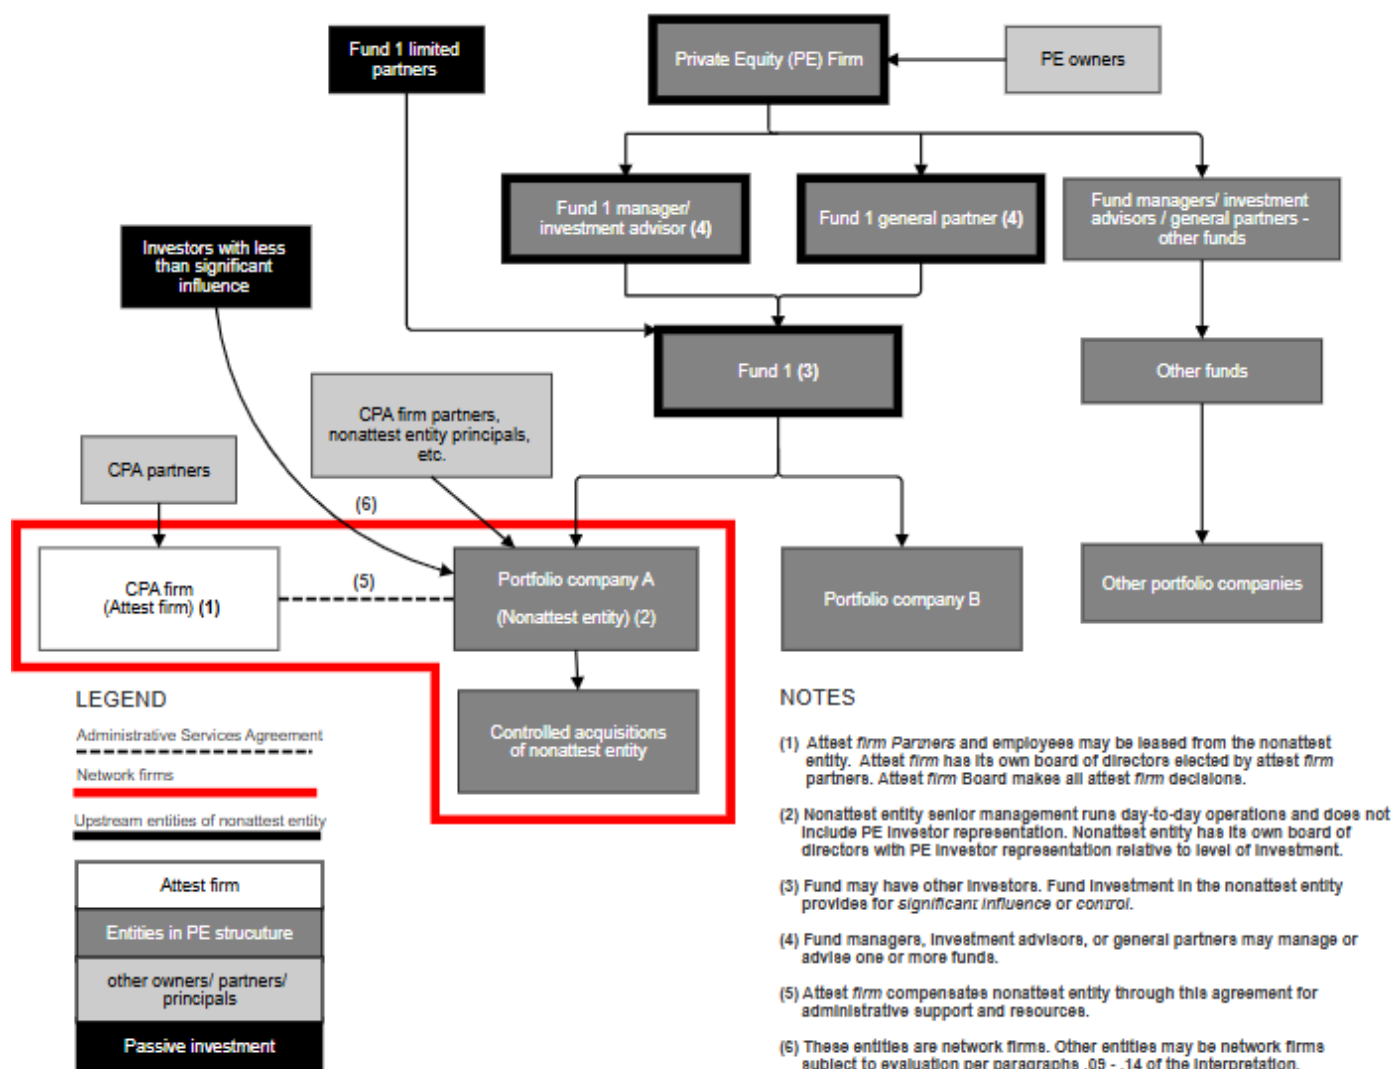 Fund 1 limited
partners
Private Equity (PE) Firm
PE owners
Fund 1 manager/
investment advisor (4)
Fund 1 general partner (4)
Fund managers/ investment
advisors / general partners -
other funds
Investors with less
than significant
influence
Fund 1 (3)
Other funds
CPA firm partners,
nonattest entity principals,
etc.
CPA partners
(6)
CPA firm
(Attest firm) (1)
(5)
Portfolio company A
(Nonattest entity) (2)
Portfolio company B
Other portfolio companies
Controlled acquisitions
of nonattest entity
LEGEND
Administrative Services Agreement
Network firms
Upstream entities of nonattest entity
Attest firm
Entities in PE strucuture
other owners/ partners/
principals
Passive investment
NOTES
(1) Attest firm Partners and employees may be leased from the nonattest
entity. Attest firm has its own board of directors elected by attest firm
partners. Attest firm Board makes all attest firm decisions.
(2) Nonattest entity senior management runs day-to-day operations and does not
include PE investor representation. Nonattest entity has its own board of
directors with PE investor representation relative to level of investment.
(3) Fund may have other investors. Fund investment in the nonattest entity
provides for significant influence or control.
(4) Fund managers, investment advisors, or general partners may manage or
advise one or more funds.
(5) Attest firm compensates nonattest entity through this agreement for
administrative support and resources.
(6) These entities are network firms. Other entities may be network firms
subject to evaluation per paragraphs .09 - .14 of the interpretation.